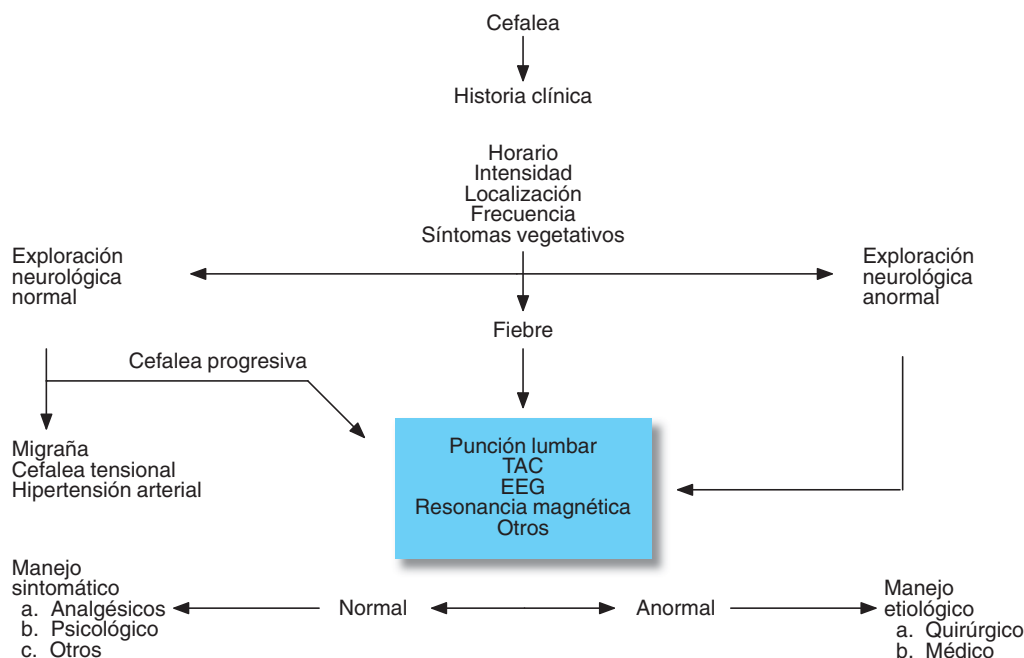 Cefalea
Historia clínica
Horario
Intensidad
Localización
Frecuencia
Síntomas vegetativos
Exploración
neurológica
normal
Exploración
neurológica
anormal
Fiebre
Cefalea progresiva
Migraña
Cefalea tensional
Hipertensión arterial
Punción lumbar
TAC
EEG
Resonancia magnética
Otros
Manejo
sintomático
a. Analgésicos
b. Psicológico
c. Otros
Normal
Anormal
Manejo
etiológico
a. Quirúrgico
b. Médico